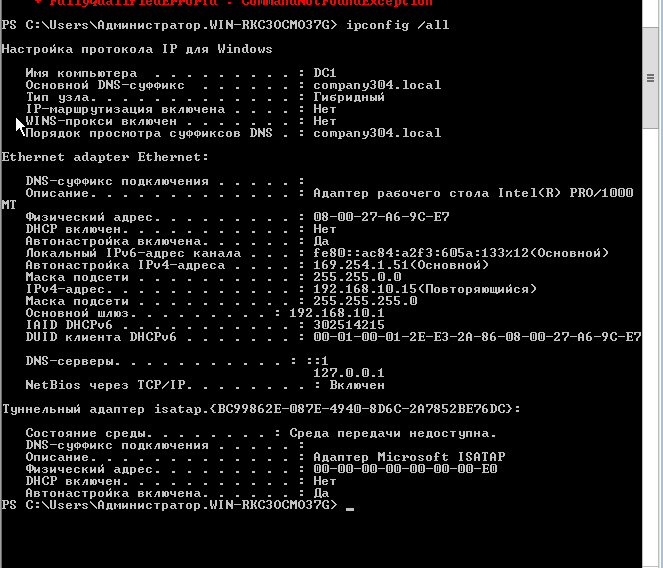 + FullyQualifiedErrorId : CommandNotFoundException
PS C:\Users\Администратор.WIN-RKC3OCMO37G> ipconfig /all
Настройка протокола IP для Windows
Имя компьютера . . . . . . . . . : DC1
Основной DNS-суффикс . . . . . . : company304.local
Тип узла. . . . . . . . . . . . . : Гибридный
IP-маршрутизация включена . . . . : Нет
WINS-прокси включен . . . . . . . : Нет
Порядок просмотра суффиксов DNS . : company304.local
Ethernet adapter Ethernet:
DNS-суффикс подключения . . . . . :
Описание. . . . . . . . . . . . . : Адаптер рабочего стола Intel(R) PRO/1000
MT
Физический адрес. . . . . . . . . : 08-00-27-A6-9C-E7
DHCP включен. . . . . . . . . . . : Нет
Автонастройка включена. . . . . . : Да
Локальный IPv6-адрес канала . . . : fe80::ac84:a2f3:605a:133%12(Основной)
Автонастройка IPv4-адреса . . . . : 169.254.1.51(Основной)
Маска подсети . . . . . . . . . . : 255.255.0.0
IPv4-адрес. . . . . . . . . . . . : 192.168.10.15(Повторяющийся)
Маска подсети . . . . . . . . . . : 255.255.255.0
Основной шлюз. . . . . . . . . : 192.168.10.1
IAID DHCPv6 . . . . . . . . . . . : 302514215
DUID клиента DHCPv6 . . . . . . . : 00-01-00-01-2E-E3-2A-86-08-00-27-A6-9C-E7
DNS-серверы. . . . . . . . . . . : ::1
127.0.0.1
NetBios через TCP/IP. . . . . . . . : Включен
Туннельный адаптер isatap.{BC99862E-087E-4940-8D6C-2A7852BE76DC}:
Состояние среды. . . . . . . . : Среда передачи недоступна.
DNS-суффикс подключения . . . . . :
Описание. . . . . . . . . . . . . : Адаптер Microsoft ISATAP
Физический адрес. . . . . . . . . : 00-00-00-00-00-00-00-E0
DHCP включен. . . . . . . . . . . : Нет
Автонастройка включена. . . . . . : Да
PS C:\Users\Администратор.WIN-RKC3OCMO37G> _